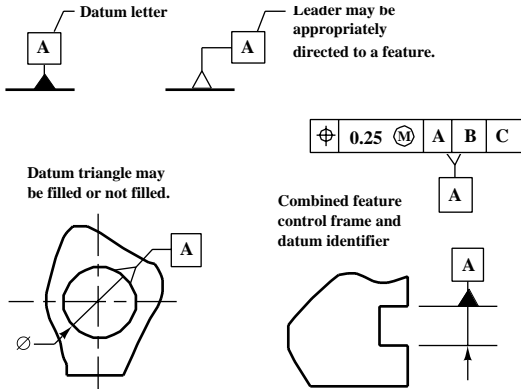 Datum letter
A
Leader may be
appropriately
directed to a feature.
A
⌖ 0.25 Ⓜ A B C
A
Datum triangle may
be filled or not filled.
A
∅
Combined feature
control frame and
datum identifier
A